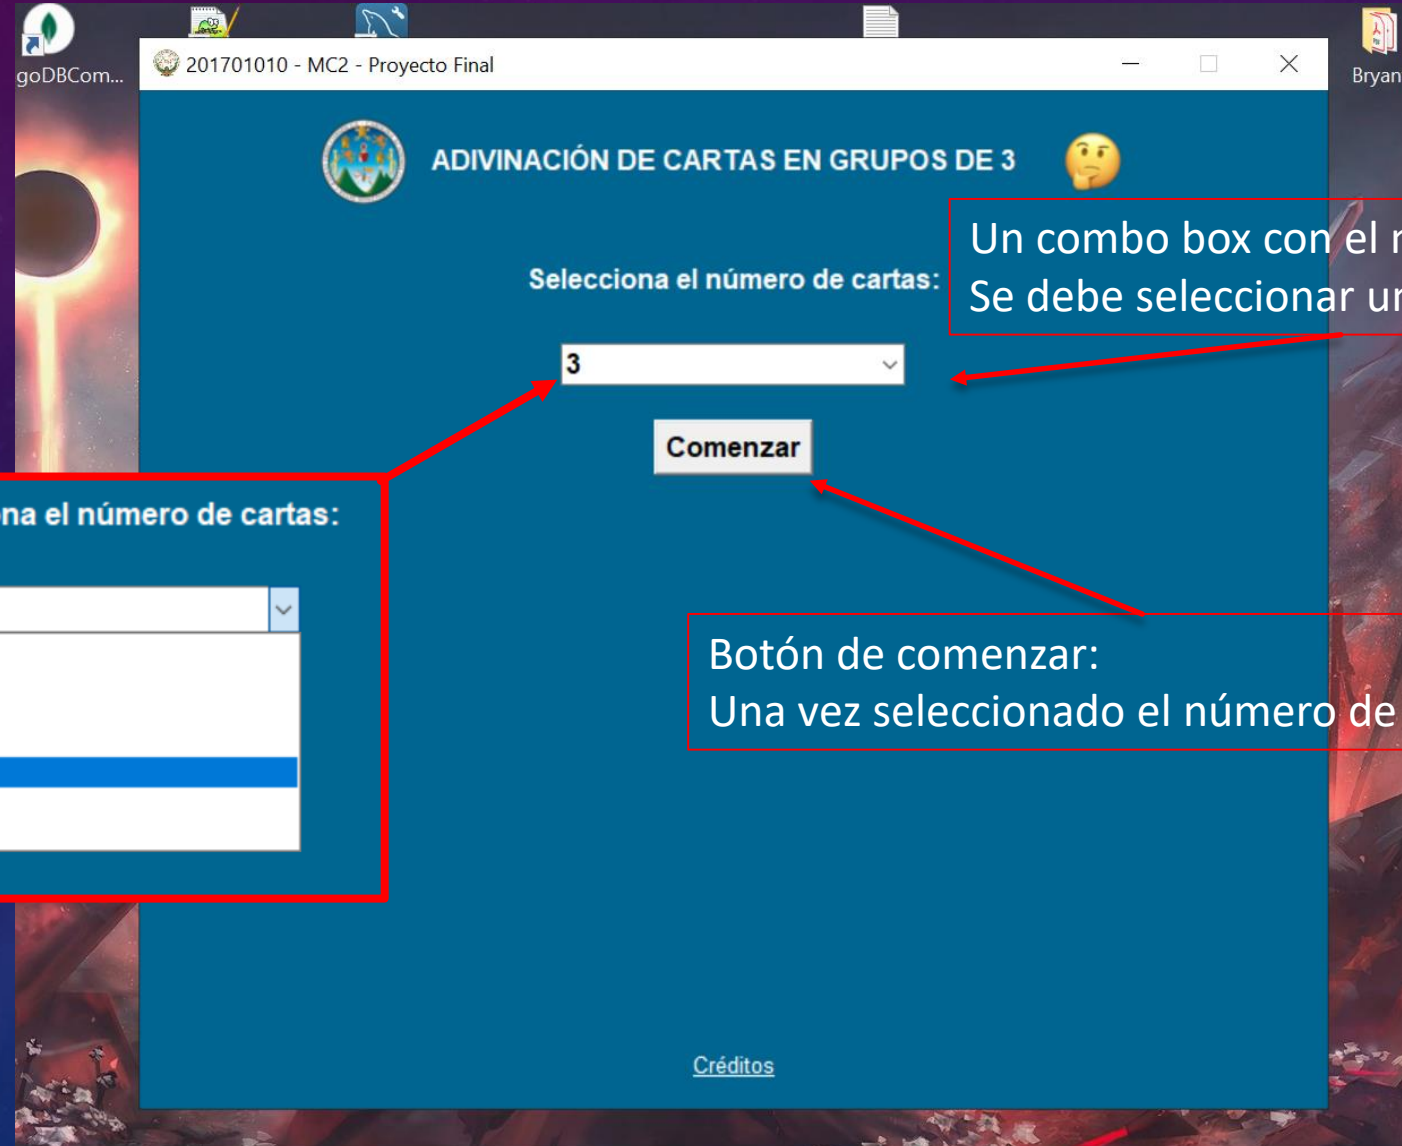 201701010 - MC2 - Proyecto Final
goDBCom...
Bryan
ADIVINACIÓN DE CARTAS EN GRUPOS DE 3
Un combo box con el
Se debe seleccionar
Selecciona el número de cartas:
3
Comenzar
na el número de cartas:
Botón de comenzar:
Una vez seleccionado el número de
Créditos